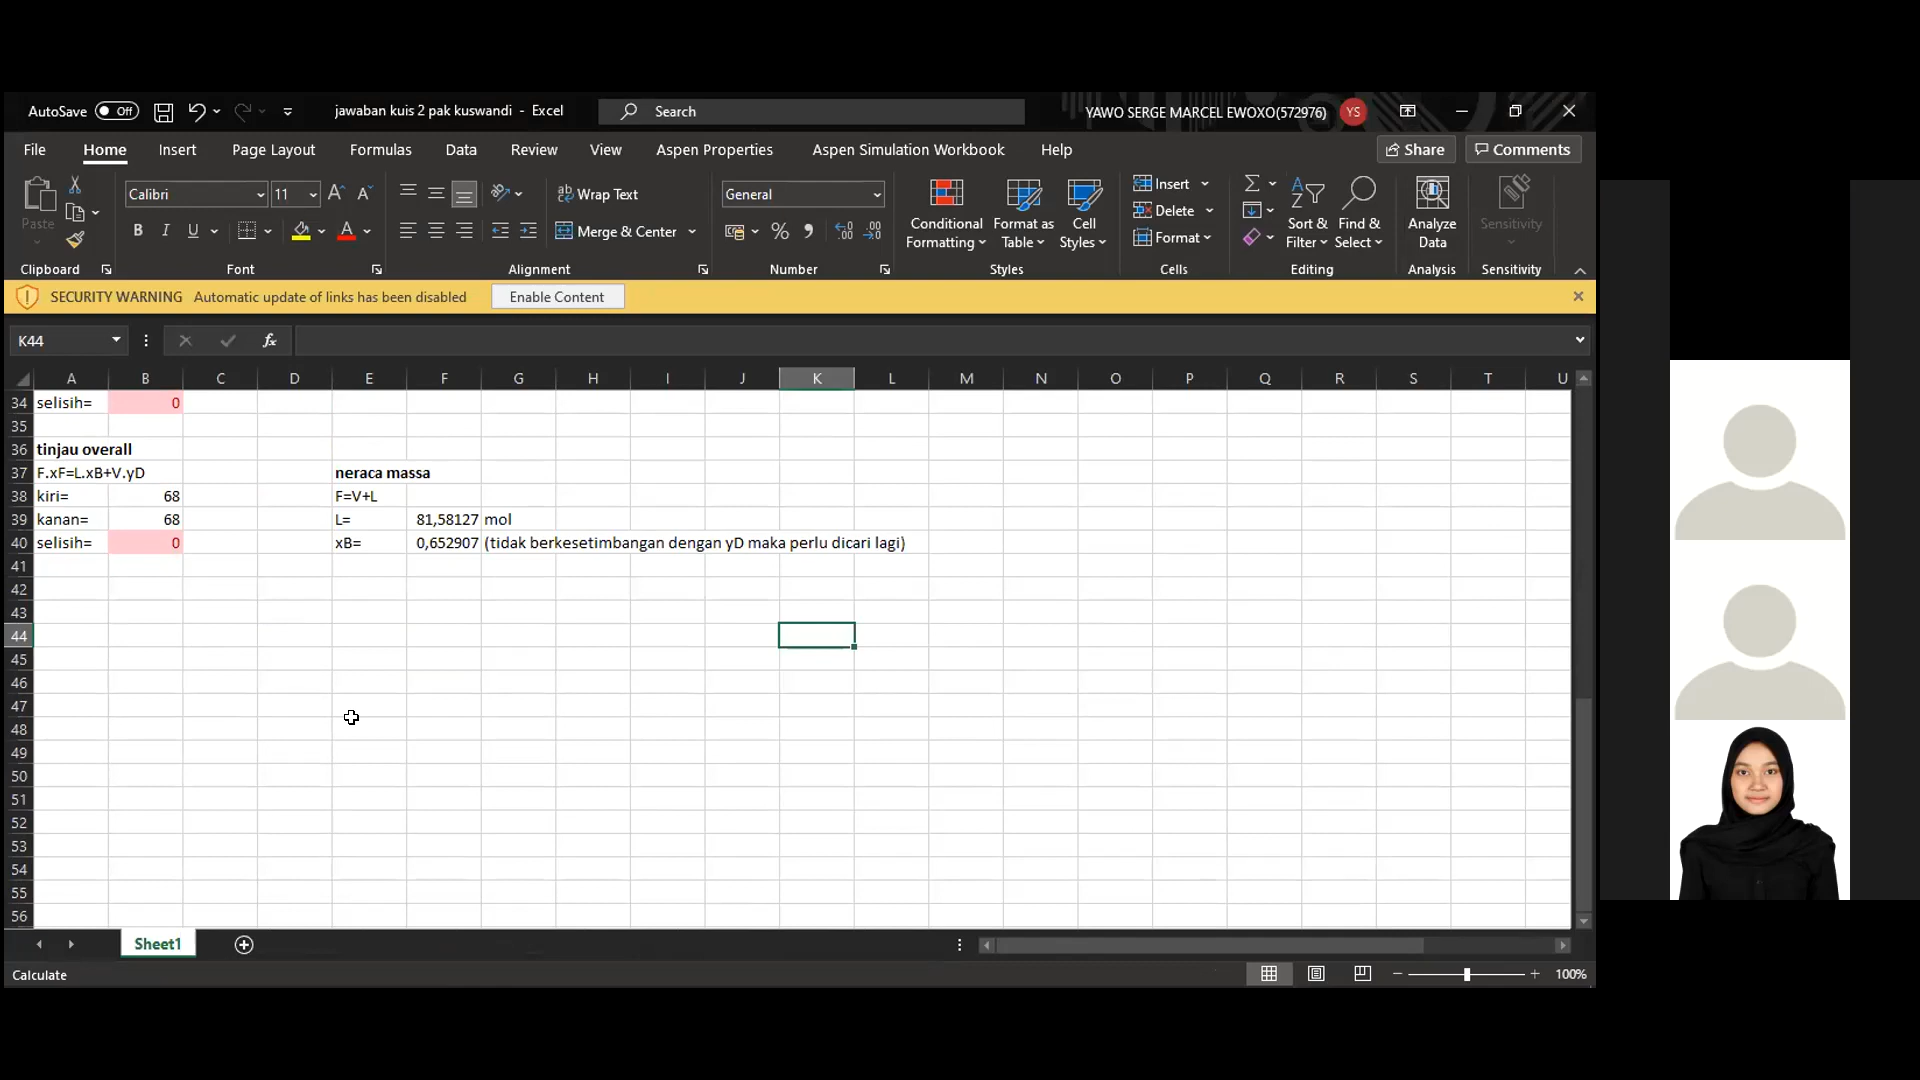 AutoSave Off jawaban kuis 2 pak kuswandi - Excel Search YAWO SERGE MARCEL EWOXO(572976) YS
File Home Insert Page Layout Formulas Data Review View Aspen Properties Aspen Simulation Workbook Help Share Comments
Paste Calibri 11 Wrap Text General Conditional Formatting Format as Table Cell Styles Insert Sort & Filter Find & Select Analyze Data Sensitivity
B I U A Merge & Center % Delete
Format
Clipboard Font Alignment Number Styles Cells Editing Analysis Sensitivity
SECURITY WARNING Automatic update of links has been disabled Enable Content
K44 fx
A B C D E F G H I J K L M N O P Q R S T U
34 selisih= 0
35
36 tinjau overall
37 F.xF=L.xB+V.yD neraca massa
38 kiri= 68 F=V+L
39 kanan= 68 L= 81,58127 mol
40 selisih= 0 xB= 0,652907 (tidak berkesetimbangan dengan yD maka perlu dicari lagi)
41
42
43
44
45
46
47
48
49
50
51
52
53
54
55
56
Sheet1
Calculate 100%